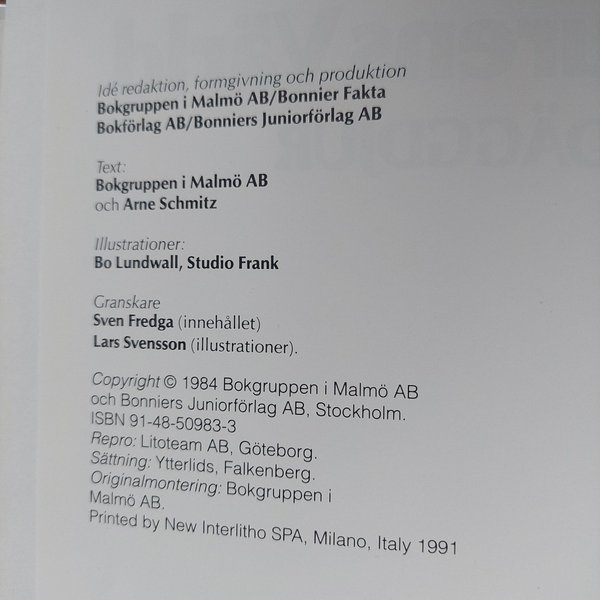 Idé redaktion, formgivning och produktion
Bokgruppen i Malmö AB/Bonnier Fakta
Bokförlag AB/Bonniers Juniorförlag AB
Text:
Bokgruppen i Malmö AB
och Arne Schmitz
Illustrationer:
Bo Lundwall, Studio Frank
Granskare
Sven Fredga (innehållet)
Lars Svensson (illustrationer).
Copyright © 1984 Bokgruppen i Malmö AB
och Bonniers Juniorförlag AB, Stockholm.
ISBN 91-48-50983-3
Repro: Litoteam AB, Göteborg.
Sättning: Ytterlids, Falkenberg.
Originalmontering: Bokgruppen i
Malmö AB.
Printed by New Interlitho SPA, Milano, Italy 1991